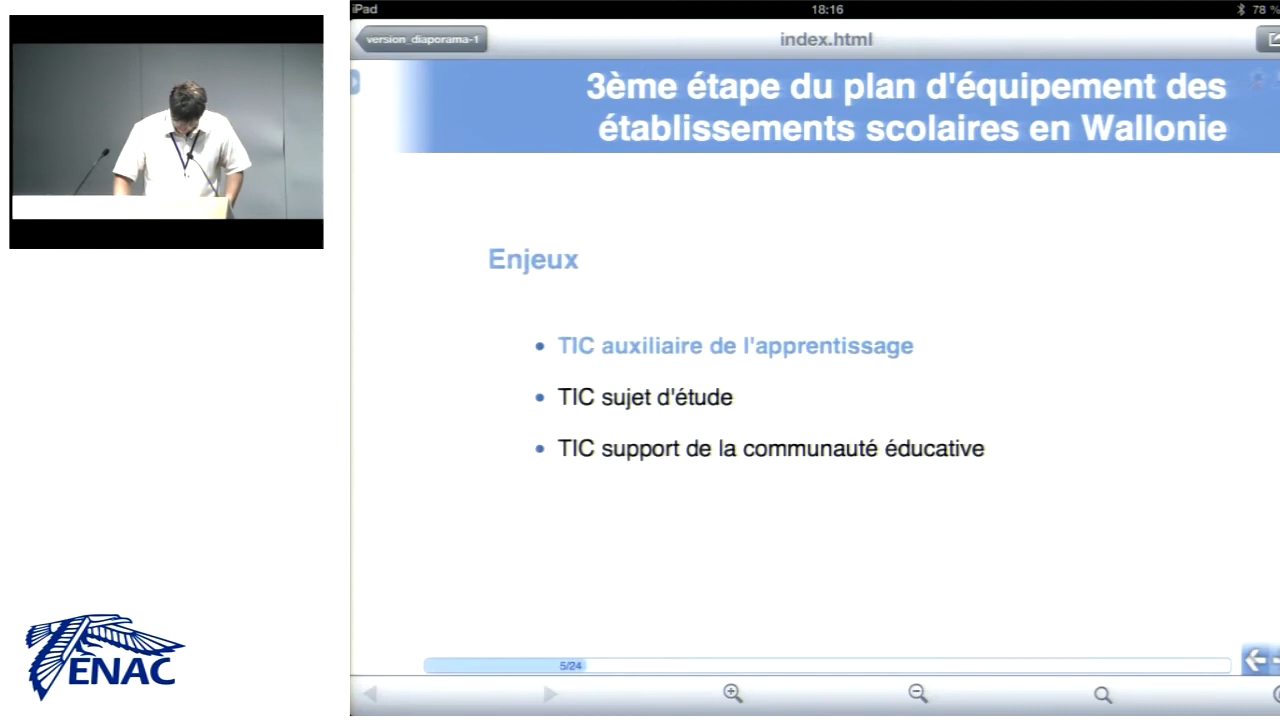 iPad
18:16
78 %
version_diaporama-1
index.html
3ème étape du plan d'équipement des
établissements scolaires en Wallonie
Enjeux
• TIC auxiliaire de l'apprentissage
• TIC sujet d'étude
• TIC support de la communauté éducative
5/24
ENAC